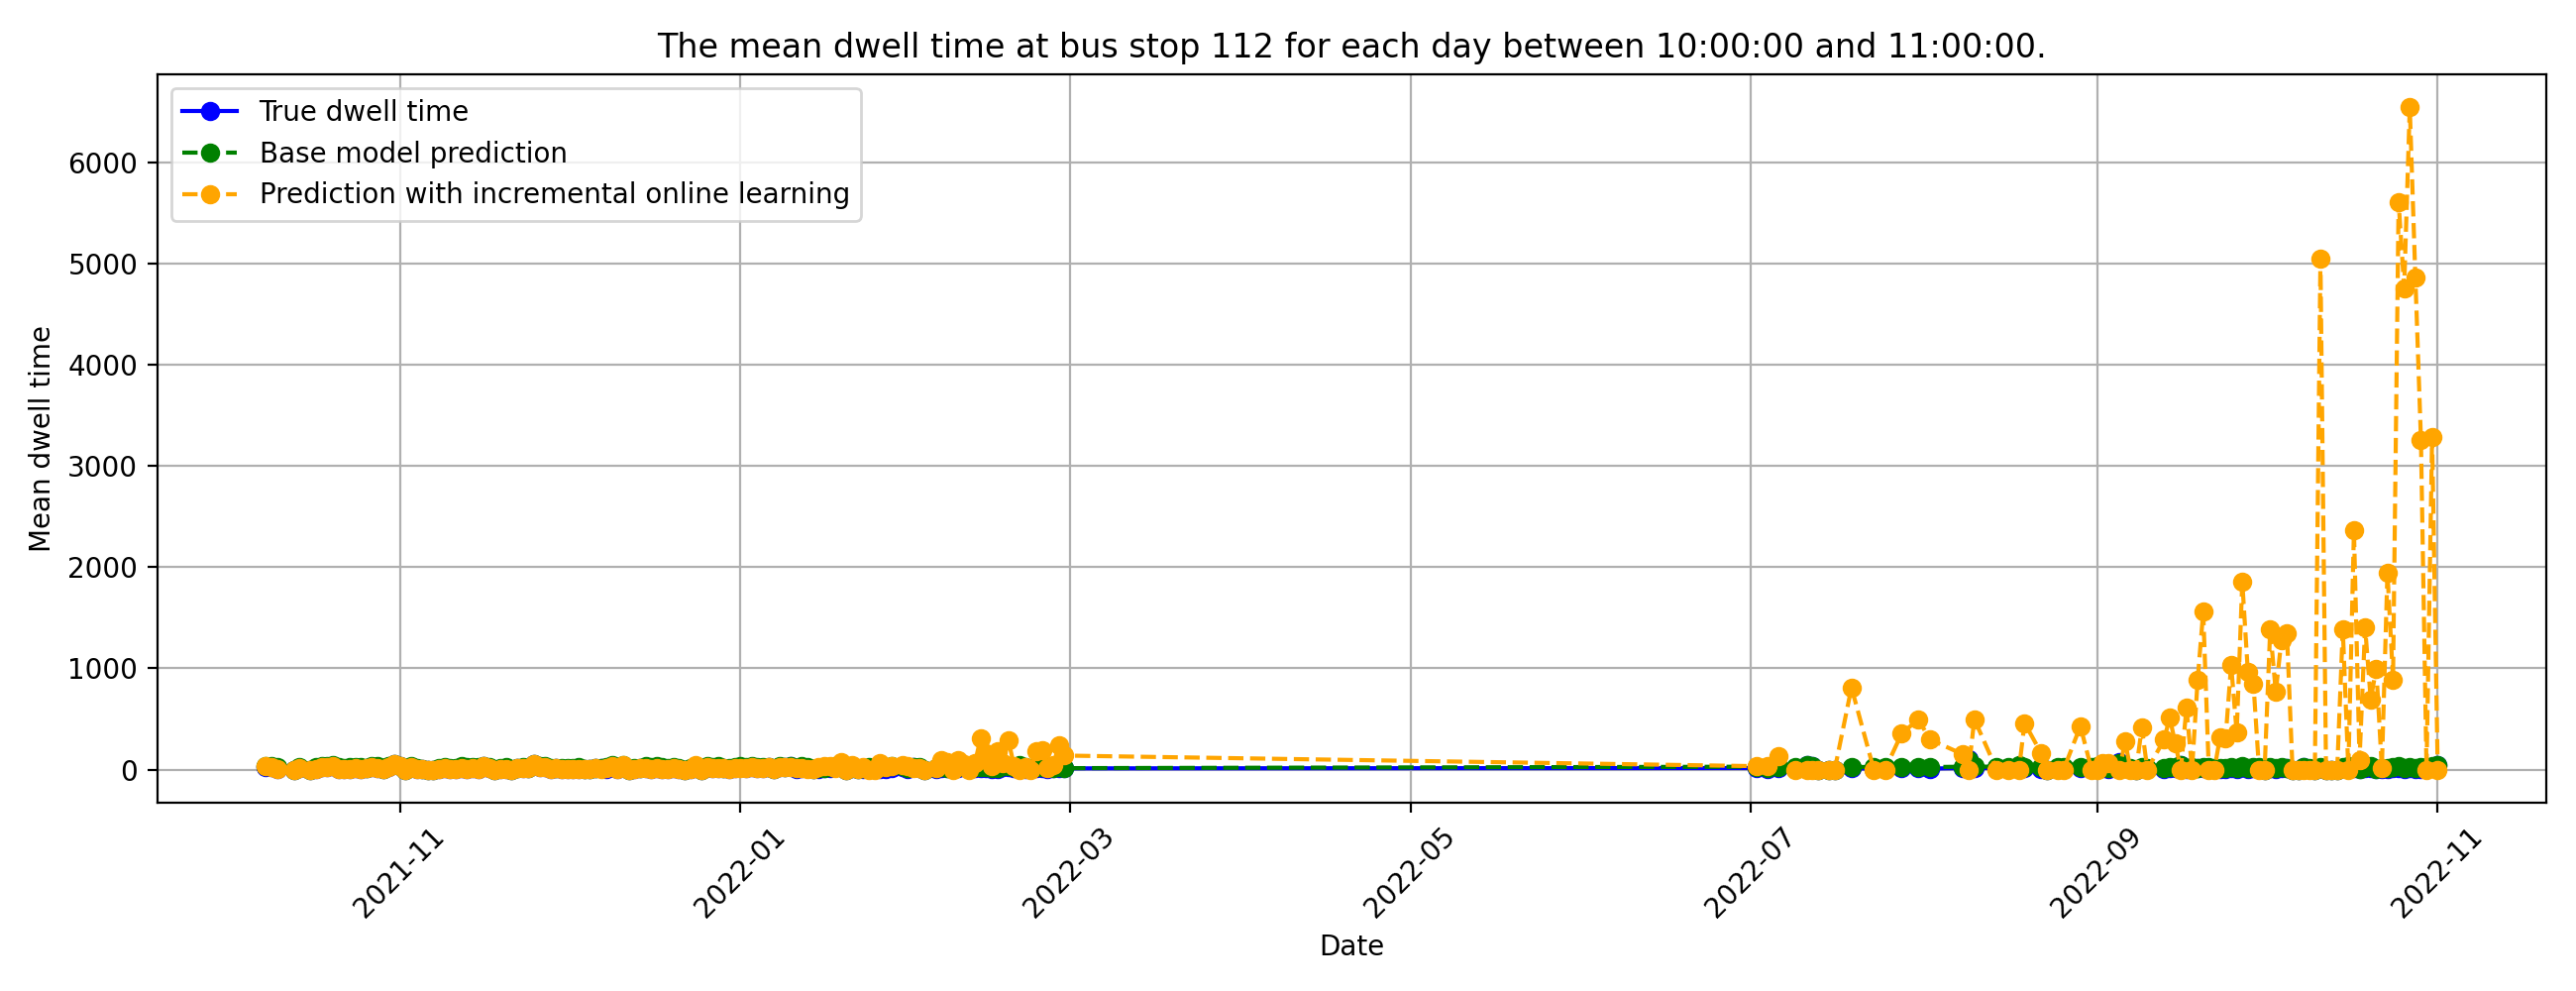 The mean dwell time at bus stop 112 for each day between 10:00:00 and 11:00:00.
True dwell time
Base model prediction
Prediction with incremental online learning
Mean dwell time
6000
5000
4000
3000
2000
1000
0
2021-11
2022-01
2022-03
2022-05
2022-07
2022-09
2022-11
Date